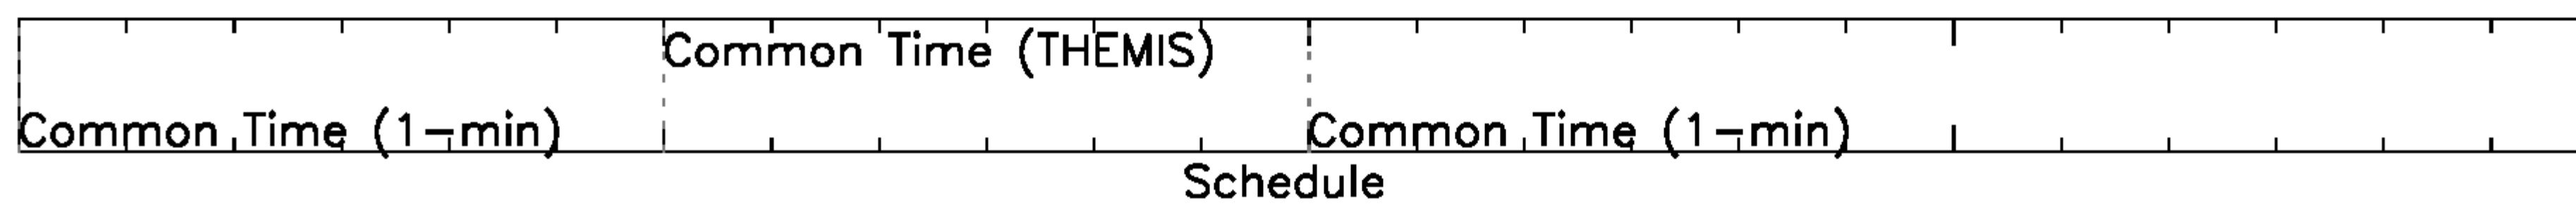 Common Time (THEMIS)
Common Time (1-min)
Common Time (1-min)
Schedule